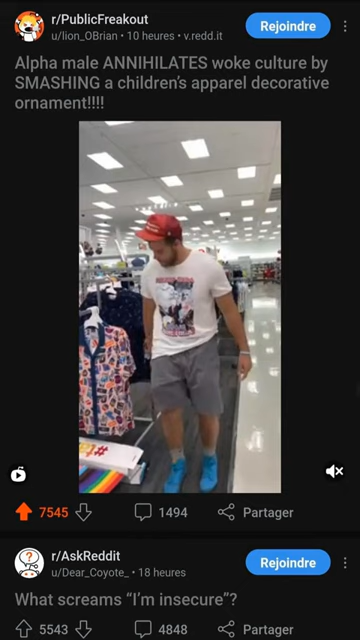 r/PublicFreakout
u/lion_OBrian • 10 heures • v.redd.it
Rejoindre
Alpha male ANNIHILATES woke culture by
SMASHING a children's apparel decorative
ornament!!!!
7545
1494
Partager
r/AskReddit
u/Dear_Coyote_ • 18 heures
Rejoindre
What screams “I'm insecure”?
5543
4848
Partager